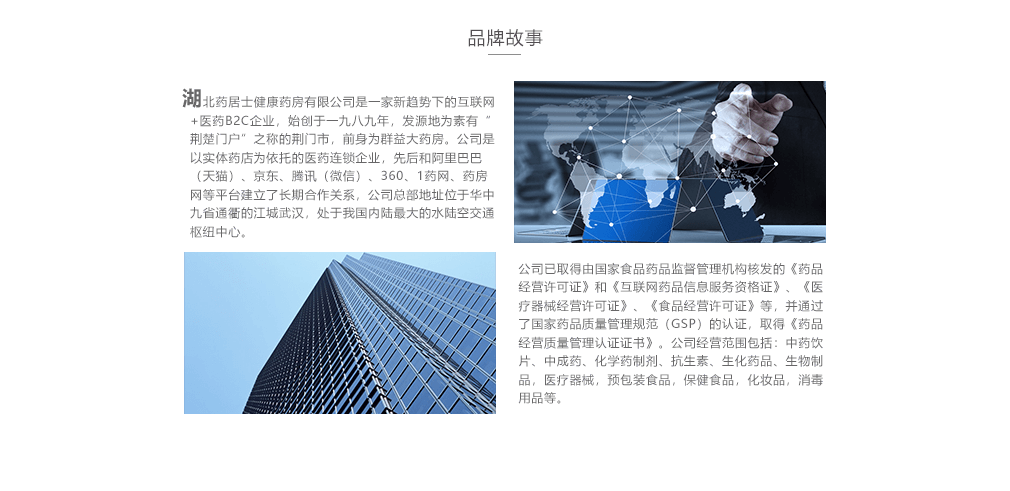 品牌故事
湖北药居士健康药房有限公司是一家新趋势下的互联网
+医药B2C企业，始创于一九八九年，发源地为素有“
荆楚门户”之称的荆门市，前身为群益大药房。公司是
以实体药店为依托的医药连锁企业，先后和阿里巴巴
（天猫）、京东、腾讯（微信）、360、1药网、药房
网等平台建立了长期合作关系，公司总部地址位于华中
九省通衢的江城武汉，处于我国内陆最大的水陆空交通
枢纽中心。
公司已取得由国家食品药品监督管理机构核发的《药品
经营许可证》和《互联网药品信息服务资格证》、《医
疗器械经营许可证》、《食品经营许可证》等，并通过
了国家药品质量管理规范（GSP）的认证，取得《药品
经营质量管理认证证书》。公司经营范围包括：中药饮
片、中成药、化学药制剂、抗生素、生化药品、生物制
品，医疗器械，预包装食品，保健食品，化妆品，消毒
用品等。